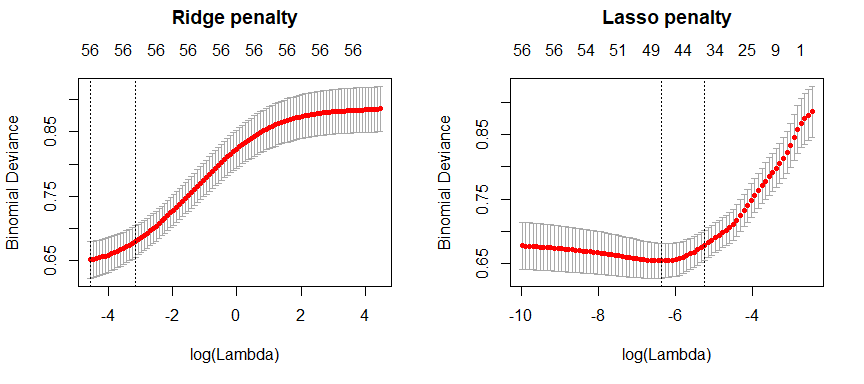 Ridge penalty
56 56 56 56 56 56 56 56 56
Binomial Deviance
0.85
0.75
0.65
-4 -2 0 2 4
log(Lambda)
Lasso penalty
56 56 54 51 49 44 34 25 9 1
Binomial Deviance
0.85
0.75
0.65
-10 -8 -6 -4
log(Lambda)